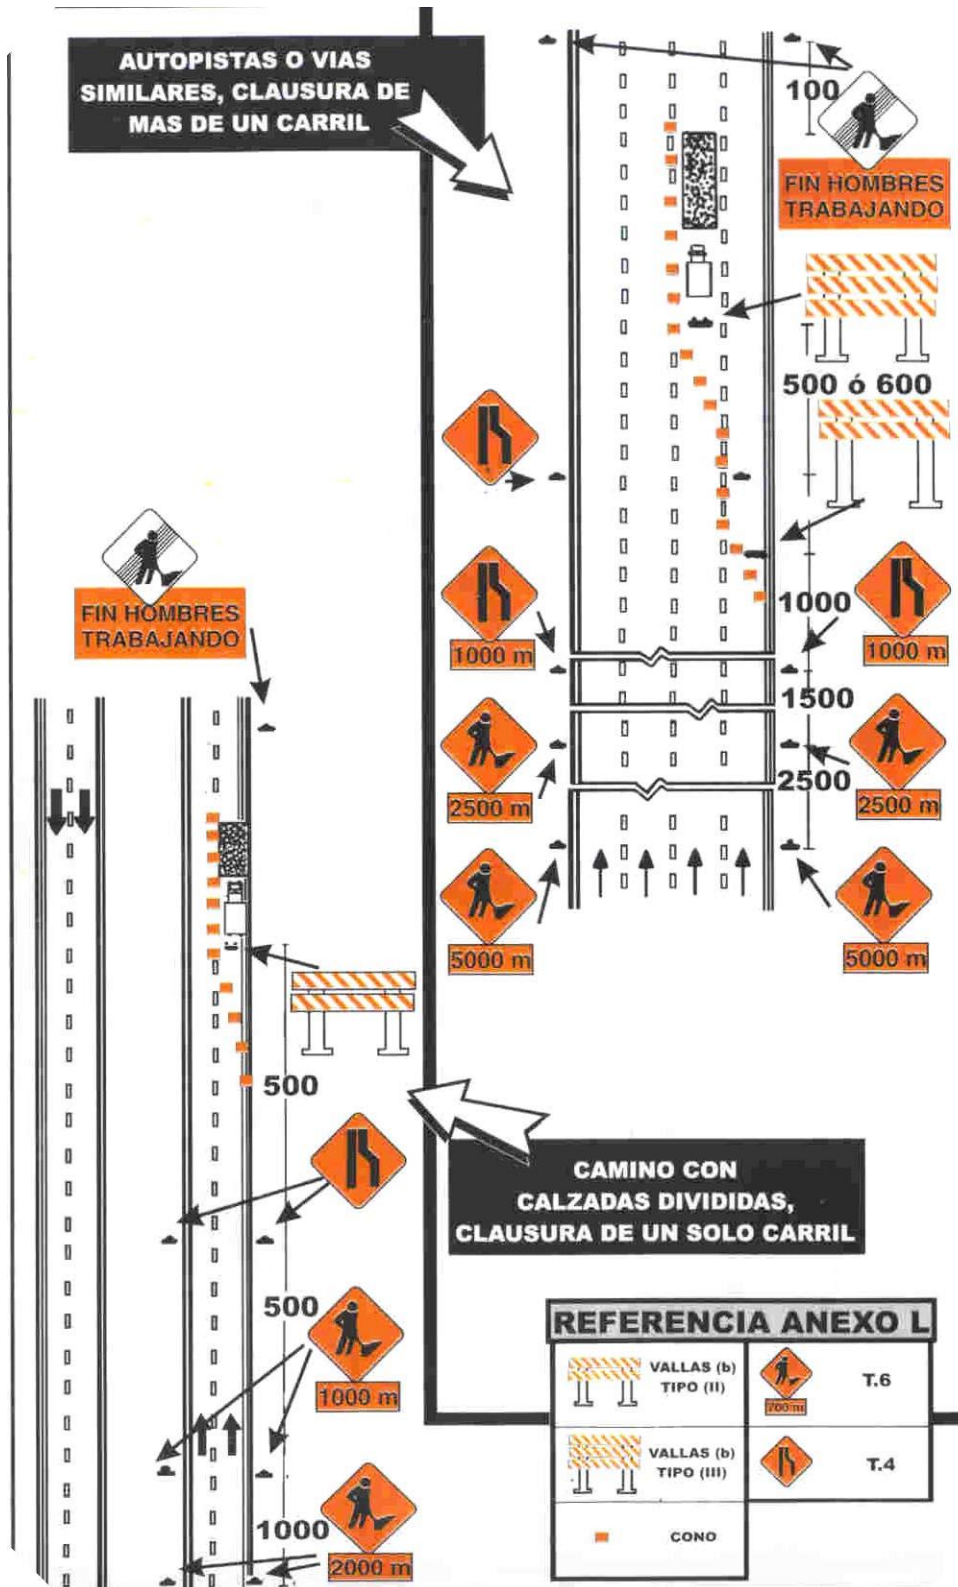 AUTOPISTAS O VIAS
SIMILARES, CLAUSURA DE
MAS DE UN CARRIL
100
FIN HOMBRES
TRABAJANDO
500 ó 600
1000
1000 m
1000 m
1500
2500 m
2500 m
2500
5000 m
5000 m
FIN HOMBRES
TRABAJANDO
500
500
1000 m
1000
2000 m
CAMINO CON
CALZADAS DIVIDIDAS,
CLAUSURA DE UN SOLO CARRIL
REFERENCIA ANEXO L
VALLAS (b)
TIPO (II)
700 m
T.6
VALLAS (b)
TIPO (III)
T.4
CONO